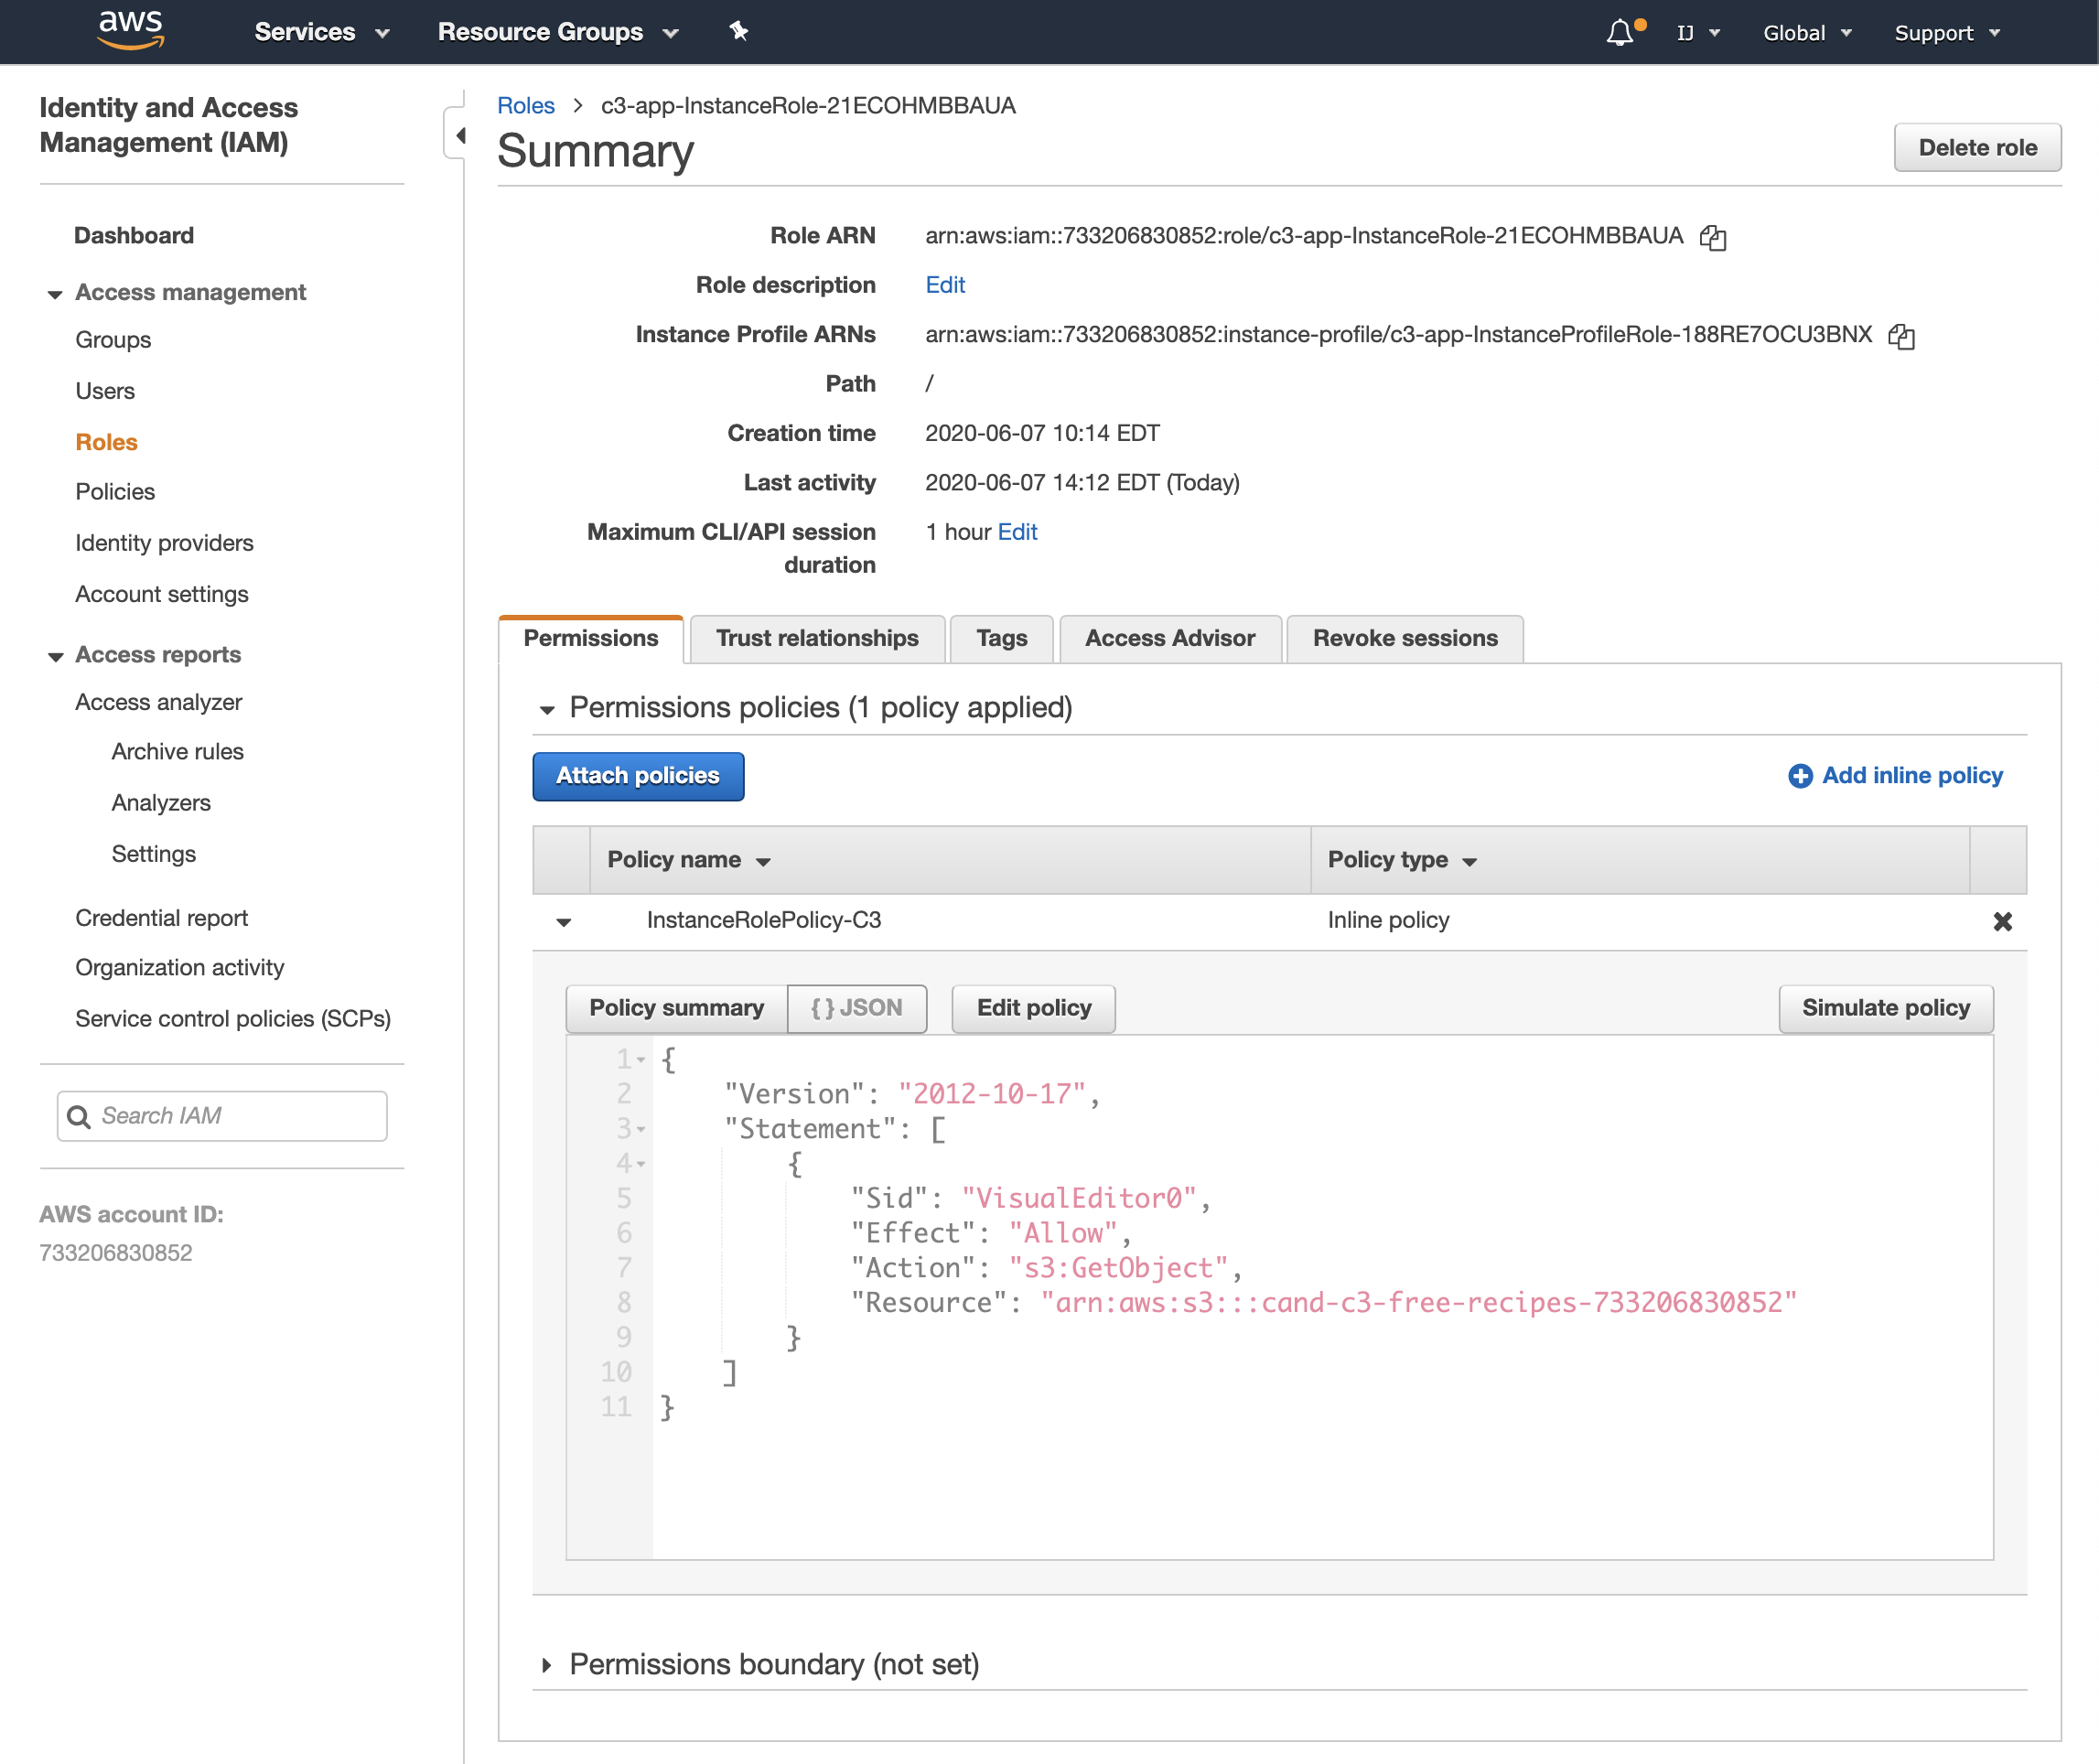 aws Services Resource Groups IJ Global Support
Identity and Access
Management (IAM)
Dashboard
Access management
Groups
Users
Roles
Policies
Identity providers
Account settings
Access reports
Access analyzer
Archive rules
Analyzers
Settings
Credential report
Organization activity
Service control policies (SCPs)
Search IAM
AWS account ID:
733206830852
Roles > c3-app-InstanceRole-21ECOHMBBAUA
Summary
Delete role
Role ARN arn:aws:iam::733206830852:role/c3-app-InstanceRole-21ECOHMBBAUA
Role description Edit
Instance Profile ARNs arn:aws:iam::733206830852:instance-profile/c3-app-InstanceProfileRole-188RE7OCU3BNX
Path /
Creation time 2020-06-07 10:14 EDT
Last activity 2020-06-07 14:12 EDT (Today)
Maximum CLI/API session 1 hour Edit
duration
Permissions Trust relationships Tags Access Advisor Revoke sessions
Permissions policies (1 policy applied)
Attach policies Add inline policy
Policy name Policy type
InstanceRolePolicy-C3 Inline policy
Policy summary {} JSON Edit policy Simulate policy
1 {
2     "Version": "2012-10-17",
3     "Statement": [
4         {
5             "Sid": "VisualEditor0",
6             "Effect": "Allow",
7             "Action": "s3:GetObject",
8             "Resource": "arn:aws:s3:::cand-c3-free-recipes-733206830852"
9         }
10     ]
11 }
Permissions boundary (not set)